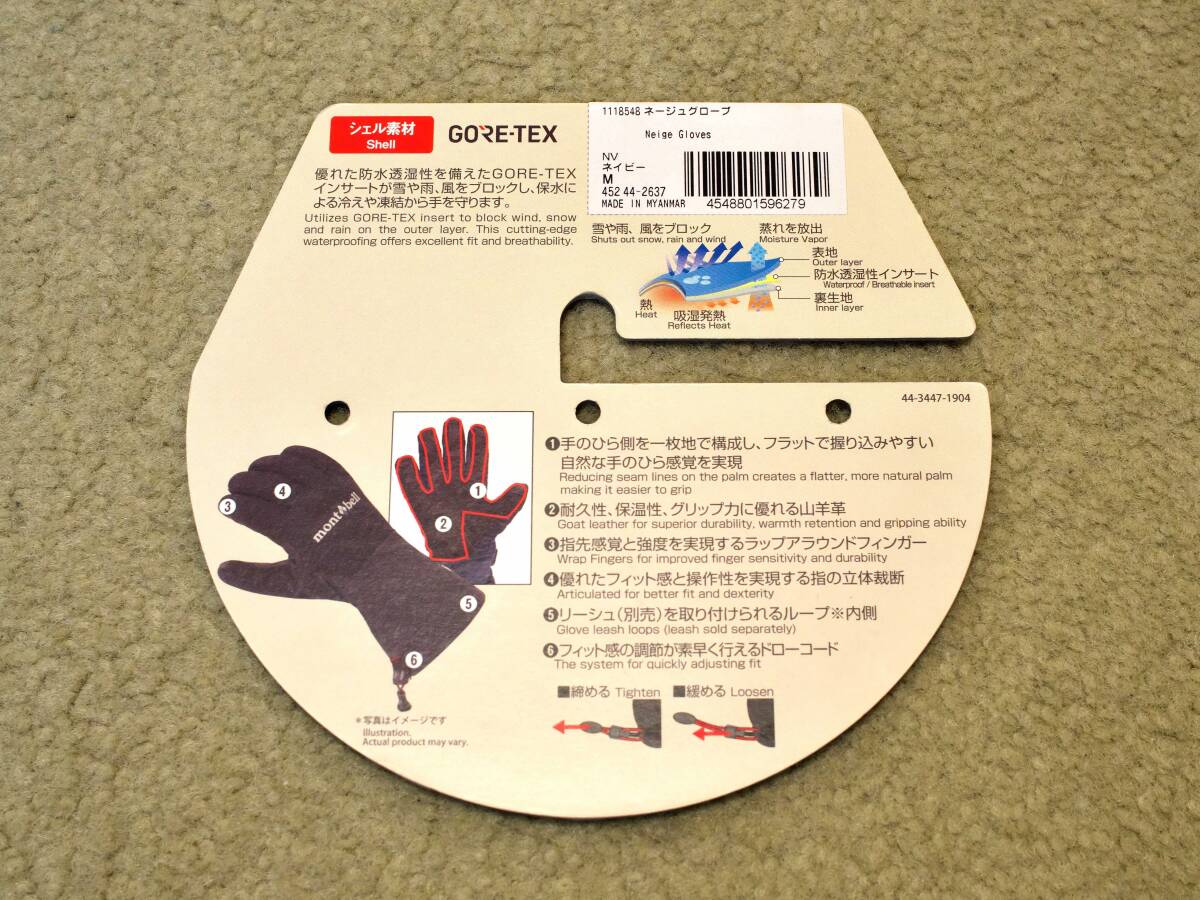 シェル素材
Shell
GORE-TEX
優れた防水透湿性を備えたGORE-TEX
インサートが雪や雨、風をブロックし、保水に
よる冷えや凍結から手を守ります。
Utilizes GORE-TEX insert to block wind, snow
and rain on the outer layer. This cutting-edge
waterproofing offers excellent fit and breathability.
1118548 ネージュグローブ
Neige Gloves
NV
ネイビー
M
452 44-2637
MADE IN MYANMAR
4548801596279
雪や雨、風をブロック
Shuts out snow, rain and wind
蒸れを放出
Moisture Vapor
表地
Outer layer
防水透湿性インサート
Waterproof / Breathable insert
裏生地
Inner layer
熱
Heat
吸湿発熱
Reflects Heat
44-3447-1904
1
2
3
4
mont-bell
5
6
❶手のひら側を一枚地で構成し、フラットで握り込みやすい
自然な手のひら感覚を実現
Reducing seam lines on the palm creates a flatter, more natural palm
making it easier to grip
❷耐久性、保温性、グリップ力に優れる山羊革
Goat leather for superior durability, warmth retention and gripping ability
❸指先感覚と強度を実現するラップアラウンドフィンガー
Wrap Fingers for improved finger sensitivity and durability
❹優れたフィット感と操作性を実現する指の立体裁断
Articulated for better fit and dexterity
❺リーシュ(別売)を取り付けられるループ※内側
Glove leash loops (leash sold separately)
❻フィット感の調節が素早く行えるドローコード
The system for quickly adjusting fit
■締める Tighten
■緩める Loosen
＊写真はイメージです
Illustration.
Actual product may vary.